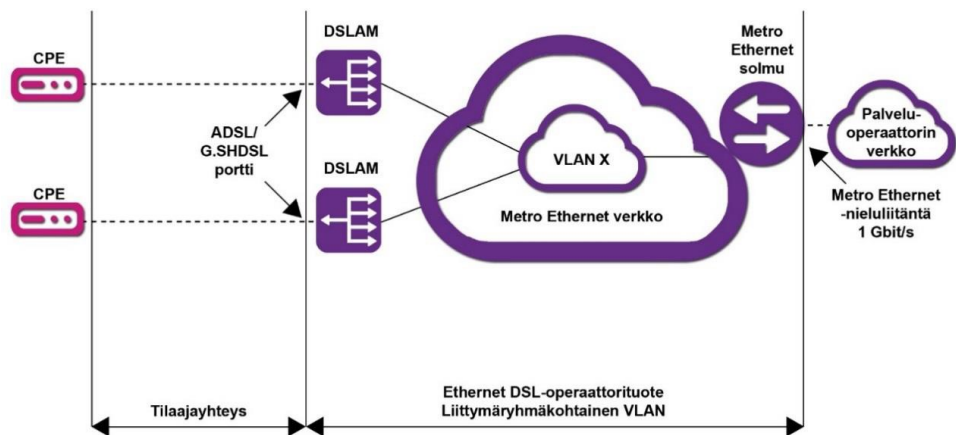 CPE
CPE
DSLAM
DSLAM
ADSL/
G.SHDSL
portti
VLAN X
Metro Ethernet verkko
Metro
Ethernet
solmu
Palvelu-
operaattorin
verkko
Metro Ethernet
-nieluliitäntä
1 Gbit/s
Tilaajayhteys
Ethernet DSL-operaattorituote
Liittymäryhmäkohtainen VLAN